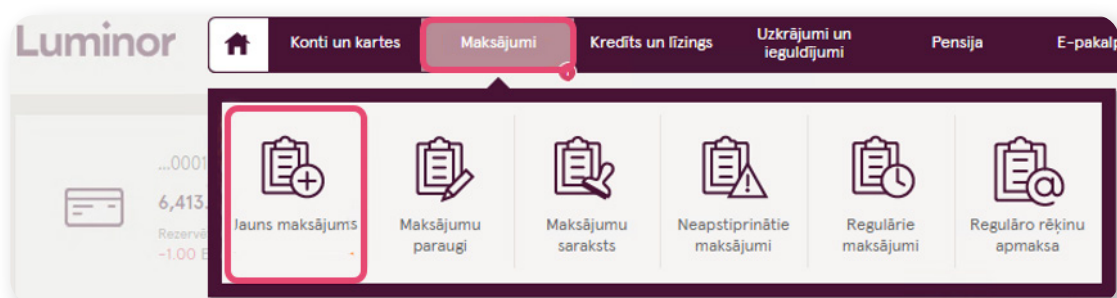 Luminor
Konti un kartes
Maksājumi
Kredīts un līzings
Uzkrājumi un
ieguldījumi
Pensija
...0001
6,413.
-1.00
Jauns maksājums
Maksājumu
paraugi
Maksājumu
saraksts
Neapstiprinātie
maksājumi
Regulārie
maksājumi
Regulāro rēķinu
apmaksa